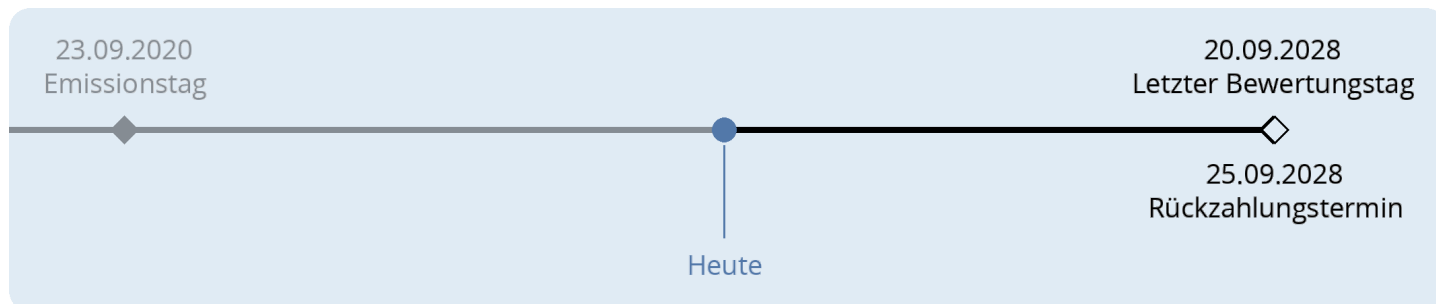 23.09.2020
Emissionstag
20.09.2028
Letzter Bewertungstag
25.09.2028
Rückzahlungstermin
Heute